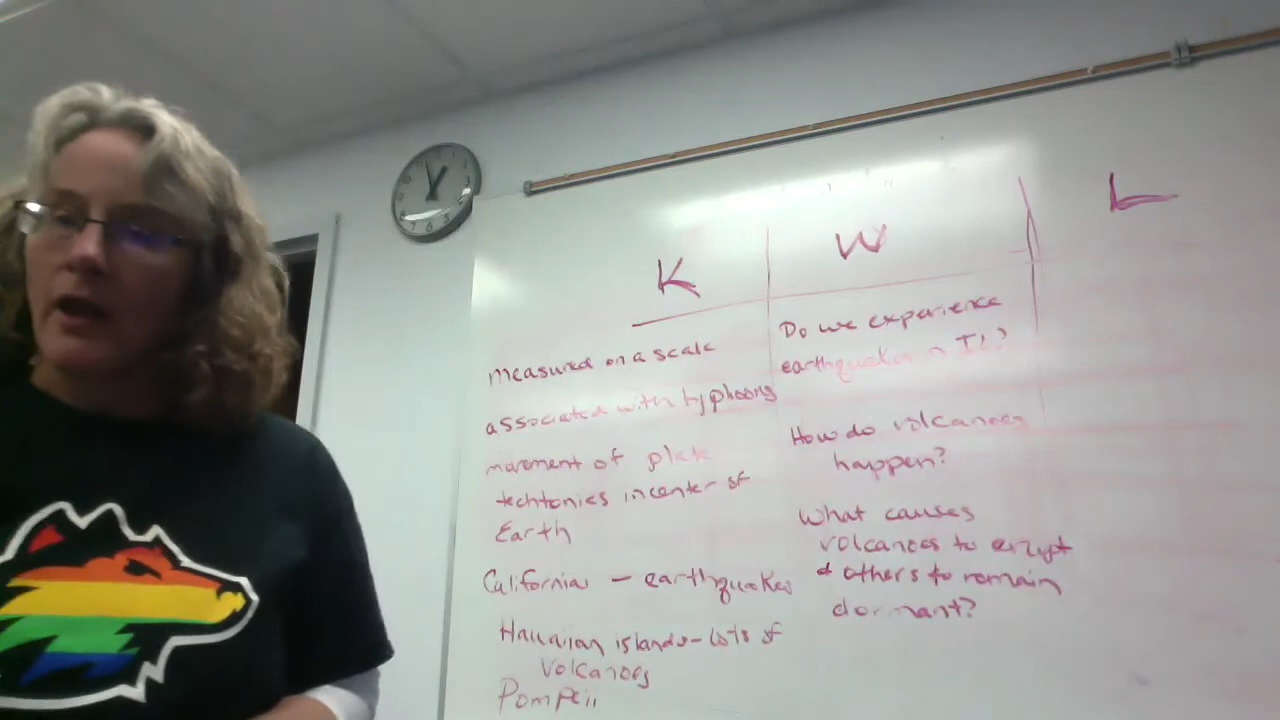 K
measured on a scale
associated with typhoons
movement of plate
techtonics in center of
Earth
California - earthquakes
Hawaiian islands - lots of
volcanoes
Pompeii
W
Do we experience
earthquakes in IL?
How do volcanoes
happen?
What causes
volcanoes to erupt
& others to remain
dormant?
L